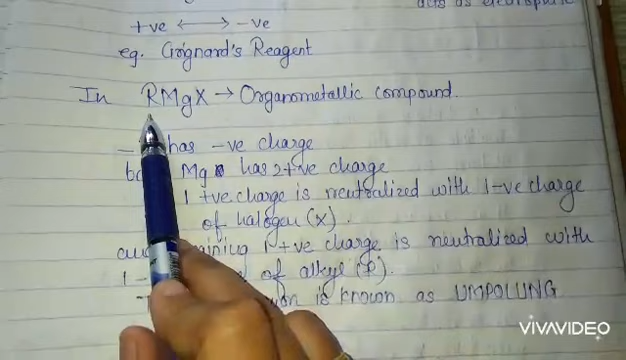 acts as electrophile
+ve ⟷ -ve
eg. Grignard's Reagent
In RMgX → Organometallic compound.
has -ve charge
Mg has 2+ve charge
1 +ve charge is neutralized with 1-ve charge
of halogen (X).
1+ve charge is neutralized with
1 of alkyl (R).
is known as UMPOLUNG
VIVAVIDEO